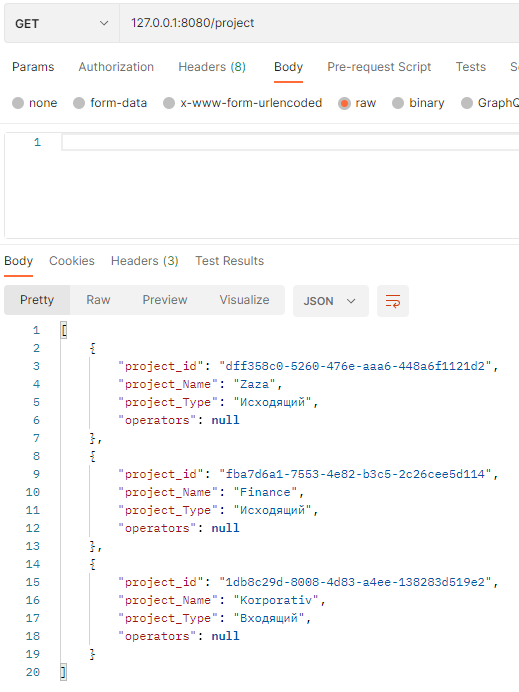 GET 127.0.0.1:8080/project
Params Authorization Headers (8) Body Pre-request Script Tests S
none form-data x-www-form-urlencoded raw binary GraphQ
1
Body Cookies Headers (3) Test Results
Pretty Raw Preview Visualize JSON
1 [
2 {
3 "project_id": "dff358c0-5260-476e-aaa6-448a6f1121d2",
4 "project_Name": "Zaza",
5 "project_Type": "Исходящий",
6 "operators": null
7 },
8 {
9 "project_id": "fba7d6a1-7553-4e82-b3c5-2c26cee5d114",
10 "project_Name": "Finance",
11 "project_Type": "Исходящий",
12 "operators": null
13 },
14 {
15 "project_id": "1db8c29d-8008-4d83-a4ee-138283d519e2",
16 "project_Name": "Korporativ",
17 "project_Type": "Входящий",
18 "operators": null
19 }
20 ]